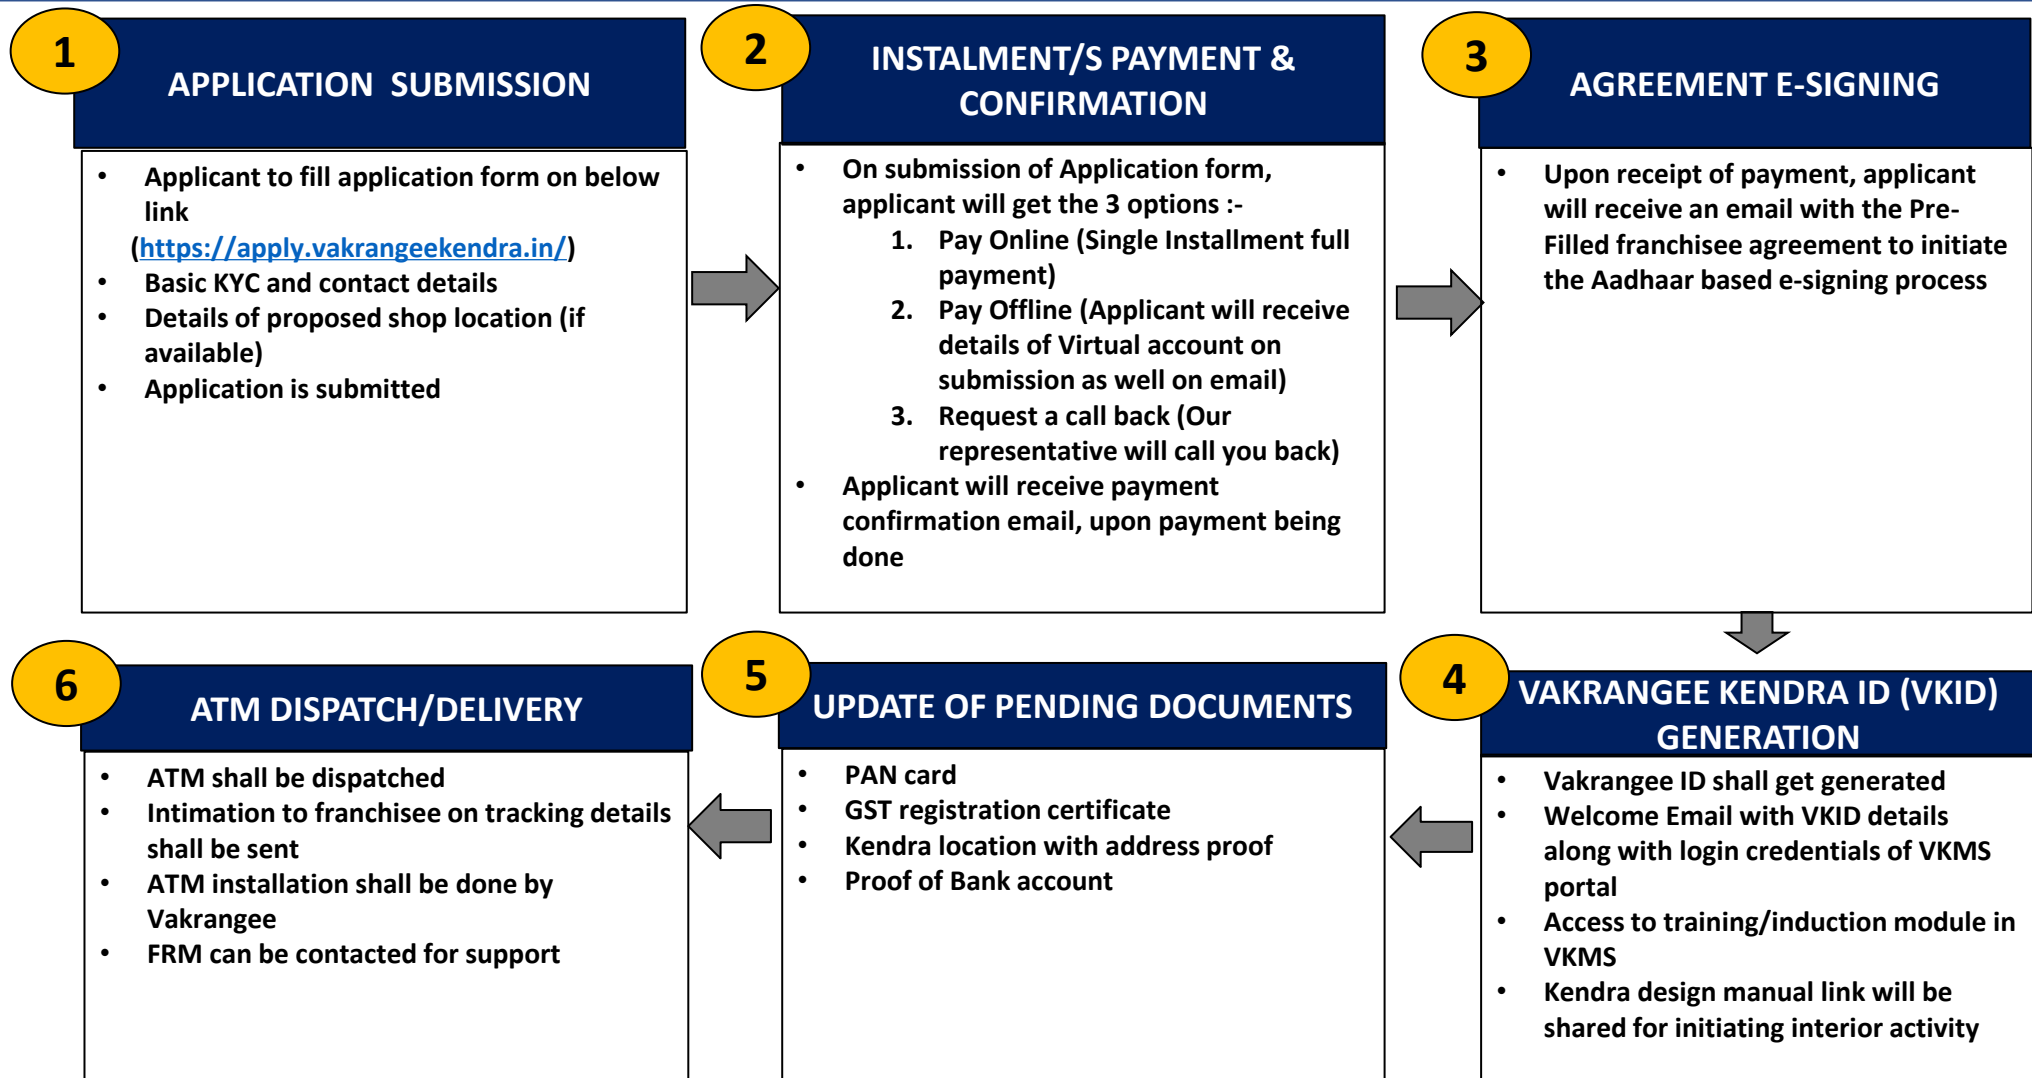 1
APPLICATION  SUBMISSION
• Applicant to fill application form on below
link
(https://apply.vakrangeekendra.in/)
• Basic KYC and contact details
• Details of proposed shop location (if
available)
• Application is submitted
2
INSTALMENT/S PAYMENT &
CONFIRMATION
• On submission of Application form,
applicant will get the 3 options :-
1. Pay Online (Single Installment full
payment)
2. Pay Offline (Applicant will receive
details of Virtual account on
submission as well on email)
3. Request a call back (Our
representative will call you back)
• Applicant will receive payment
confirmation email, upon payment being
done
3
AGREEMENT E-SIGNING
• Upon receipt of payment, applicant
will receive an email with the Pre-
Filled franchisee agreement to initiate
the Aadhaar based e-signing process
4
VAKRANGEE KENDRA ID (VKID)
GENERATION
• Vakrangee ID shall get generated
• Welcome Email with VKID details
along with login credentials of VKMS
portal
• Access to training/induction module in
VKMS
• Kendra design manual link will be
shared for initiating interior activity
5
UPDATE OF PENDING DOCUMENTS
• PAN card
• GST registration certificate
• Kendra location with address proof
• Proof of Bank account
6
ATM DISPATCH/DELIVERY
• ATM shall be dispatched
• Intimation to franchisee on tracking details
shall be sent
• ATM installation shall be done by
Vakrangee
• FRM can be contacted for support